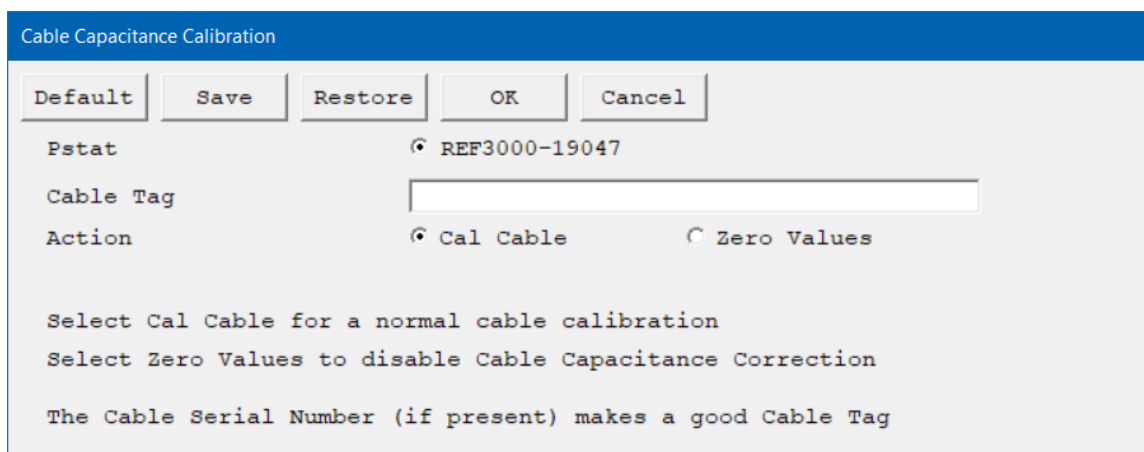 Cable Capacitance Calibration
Default Save Restore OK Cancel
Pstat REF3000-19047
Cable Tag
Action Cal Cable Zero Values
Select Cal Cable for a normal cable calibration
Select Zero Values to disable Cable Capacitance Correction
The Cable Serial Number (if present) makes a good Cable Tag